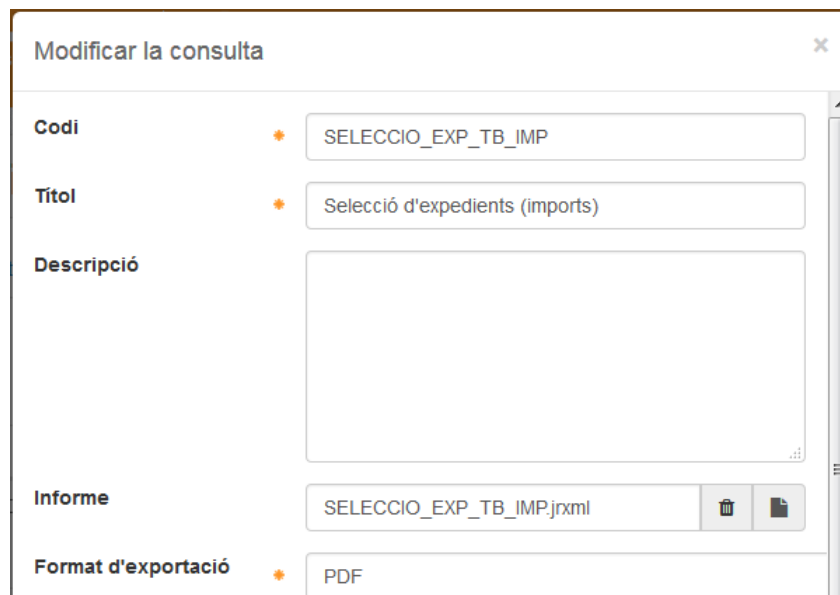 Modificar la consulta
×
Codi
SELECCIO_EXP_TB_IMP
Títol
Selecció d'expedients (imports)
Descripció
Informe
SELECCIO_EXP_TB_IMP.jrxml
Format d'exportació
PDF